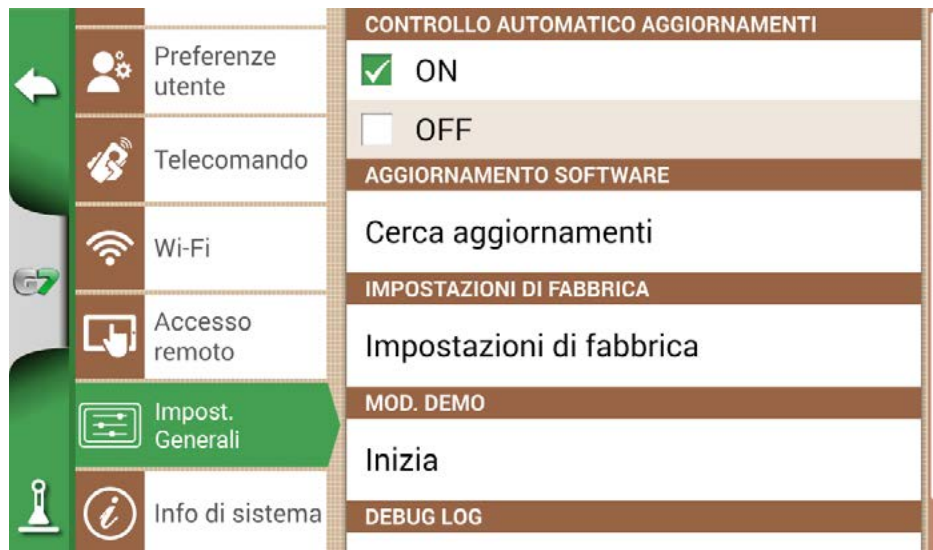 Preferenze
utente
Telecomando
Wi-Fi
G7
Accesso
remoto
Impost.
Generali
Info di sistema
CONTROLLO AUTOMATICO AGGIORNAMENTI
ON
OFF
AGGIORNAMENTO SOFTWARE
Cerca aggiornamenti
IMPOSTAZIONI DI FABBRICA
Impostazioni di fabbrica
MOD. DEMO
Inizia
DEBUG LOG